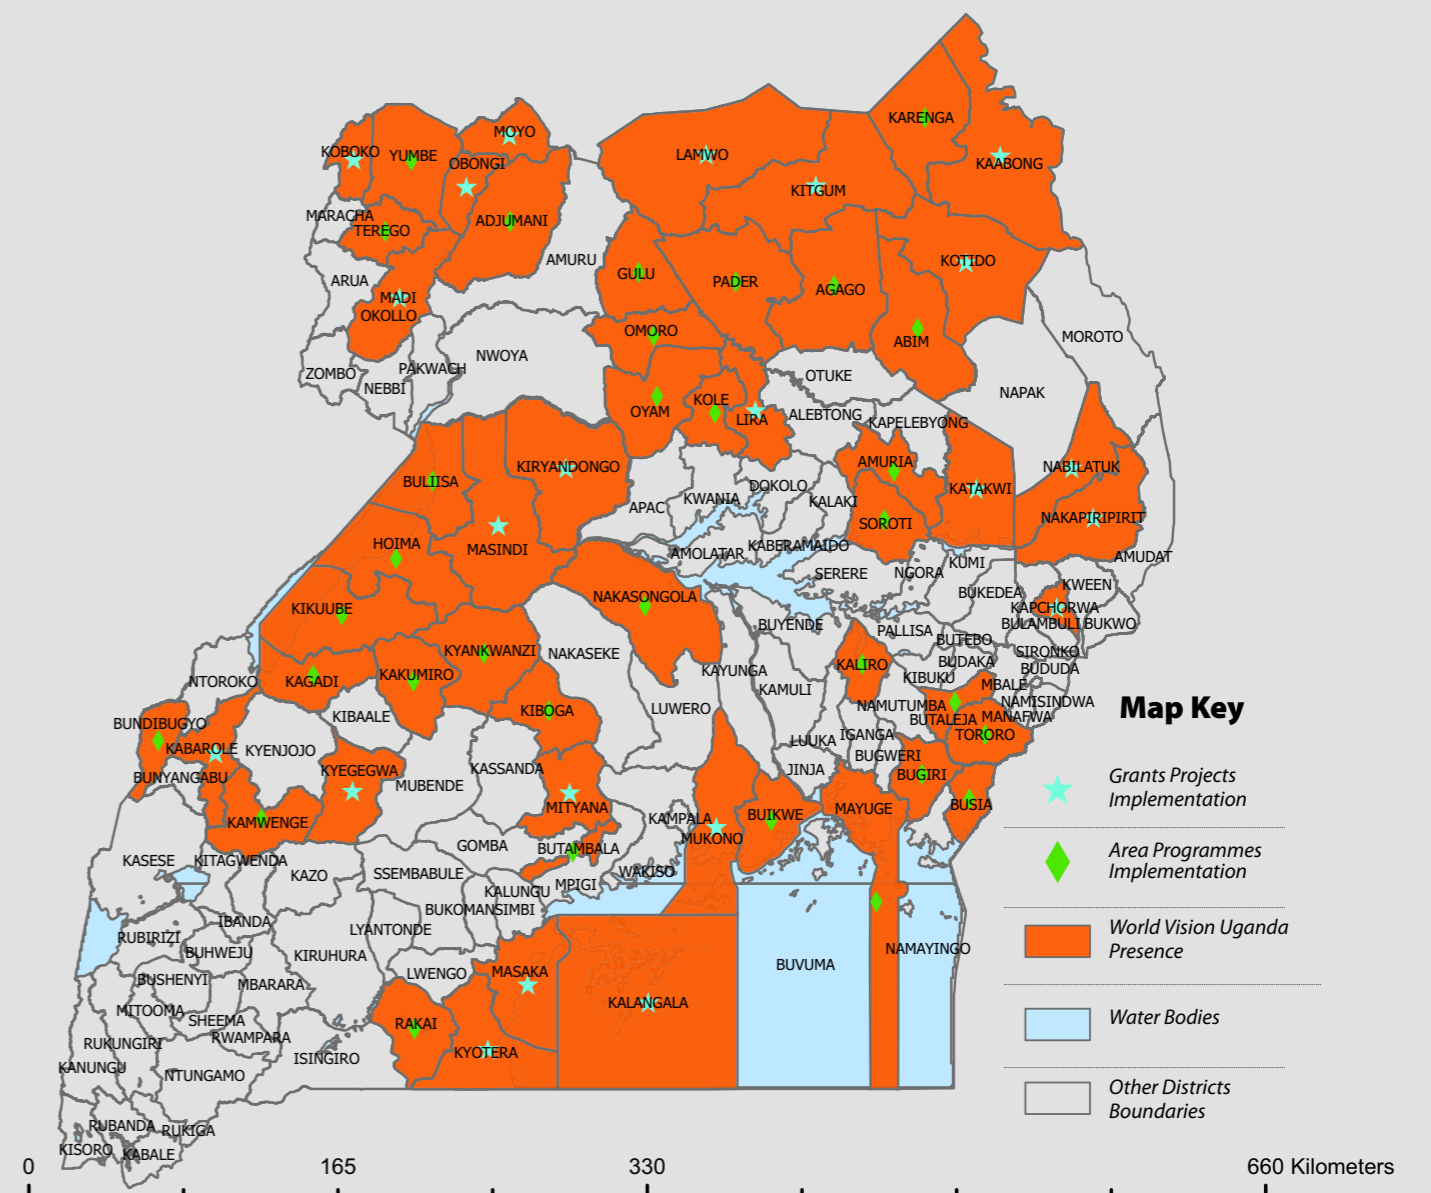 KARENGA
MOYO
KOBOKO
YUMBE
OBONGI
LAMWO
KAABONG
KITGUM
MARACHA
TEREGO
ADJUMANI
AMURU
KOTIDO
GULU
PADER
AGAGO
ARUA
MADI
OKOLLO
OMORO
ABIM
MOROTO
NWOYA
PAKWACH
ZOMBO
NEBBI
OTUKE
NAPAK
OYAM
KOLE
LIRA
ALEBTONG
KAPELEBYONG
KIRYANDONGO
AMURIA
NABILATUK
BULIISA
DOKOLO
KATAKWI
KWANIA
KALAKI
APAC
NAKAPIRIPIRIT
SOROTI
HOIMA
MASINDI
AMOLATAR
KABERAMAIDO
AMUDAT
SERERE
NGORA
KUMI
KWEEN
BUKEDEA
NAKASONGOLA
KIKUUBE
KAPCHORWA
BUYENDE
BULAMBULI
BUKWO
PALLISA
BUTEBO
KYANKWANZI
NAKASEKE
SIRONKO
KALIRO
BUDAKA
BUDUDA
KAYUNGA
KAKUMIRO
KAGADI
NTOROKO
KIBUKU
MBALE
KAMULI
NAMISINDWA
NAMUTUMBA
LUWERO
KIBOGA
KIBAALE
BUTALEJA
MANAFWA
BUNDIBUGYO
KABAROLE
KYENJOJO
TORORO
LUUKA
IGANGA
BUGWERI
KYEGEGWA
KASSANDA
JINJA
BUGIRI
BUNYANGABU
MUBENDE
BUSIA
MITYANA
MAYUGE
BUIKWE
KAMPALA
KAMWENGE
MUKONO
GOMBA
BUTAMBALA
KASESE
KITAGWENDA
WAKISO
KAZO
SSEMBABULE
MPIGI
KALUNGU
BUKOMANSIMBI
IBANDA
LYANTONDE
RUBIRIZI
BUHWEJU
KIRUHURA
NAMAYINGO
BUVUMA
LWENGO
MASAKA
BUSHENYI
MBARARA
KALANGALA
MITOOMA
SHEEMA
RAKAI
RWAMPARA
RUKUNGIRI
KYOTERA
ISINGIRO
KANUNGU
NTUNGAMO
RUBANDA
RUKIGA
KISORO
KABALE
Map Key
Grants Projects
Implementation
Area Programmes
Implementation
World Vision Uganda
Presence
Water Bodies
Other Districts
Boundaries
0
165
330
660 Kilometers